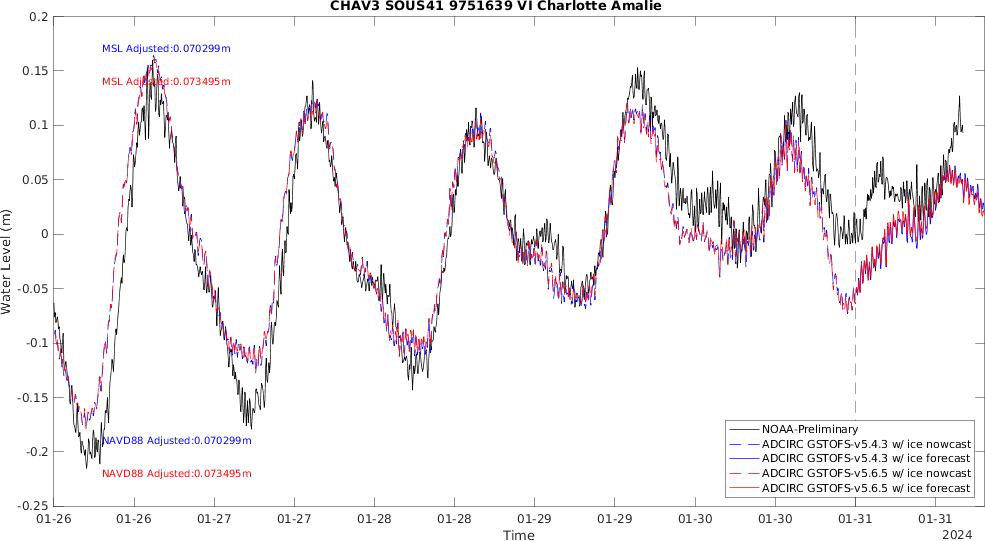 CHAV3 SOUS41 9751639 VI Charlotte Amalie
0.2
0.15
0.1
0.05
0
-0.05
-0.1
-0.15
-0.2
-0.25
Water Level (m)
MSL Adjusted:0.070299m
MSL Adjusted:0.073495m
NAVD88 Adjusted:0.070299m
NAVD88 Adjusted:0.073495m
NOAA-Preliminary
ADCIRC GSTOFS-v5.4.3 w/ ice nowcast
ADCIRC GSTOFS-v5.4.3 w/ ice forecast
ADCIRC GSTOFS-v5.6.5 w/ ice nowcast
ADCIRC GSTOFS-v5.6.5 w/ ice forecast
01-26 01-26 01-27 01-27 01-28 01-28 01-29 01-29 01-30 01-30 01-31 01-31
Time
2024